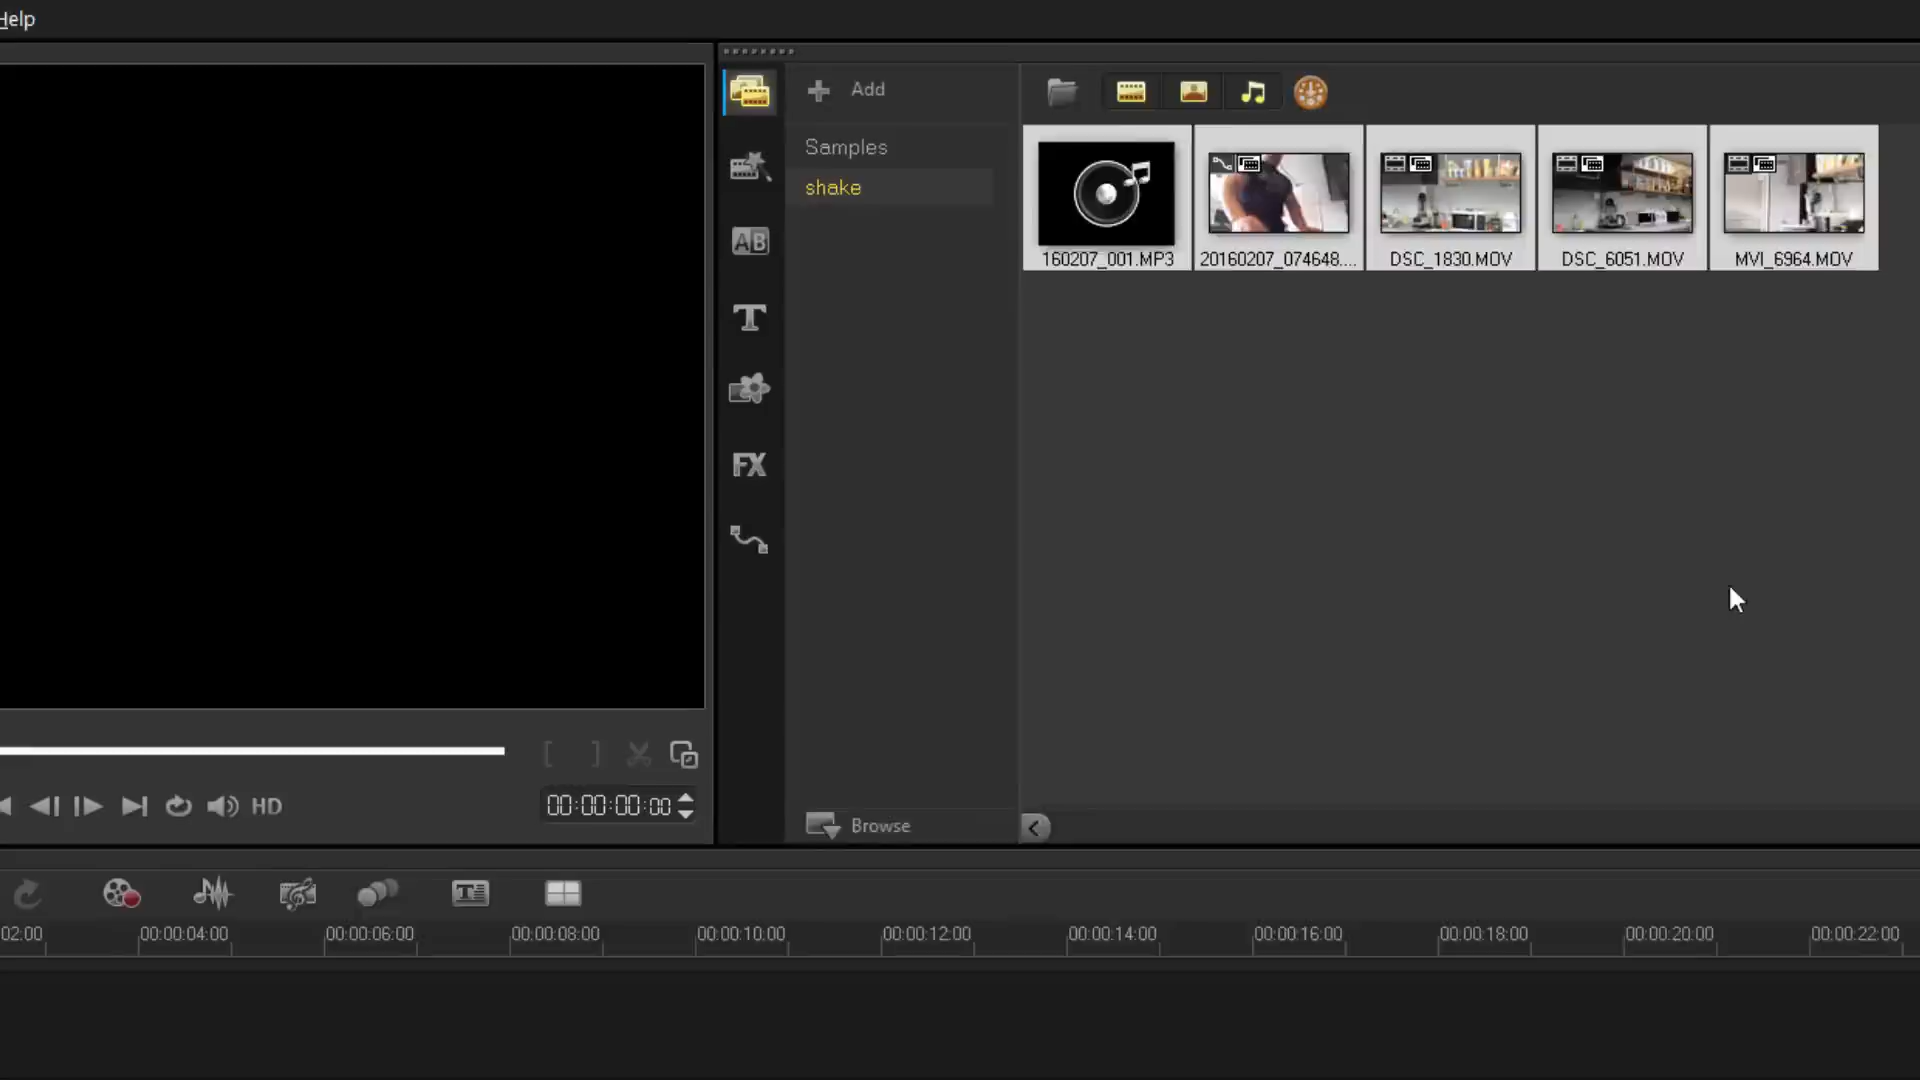 Help
Add
Samples
shake
160207_001.MP3
20160207_074648....
DSC_1830.MOV
DSC_6051.MOV
MVI_6964.MOV
AB
T
FX
Browse
[ ]
HD
00:00:00:00
T
02:00
00:00:04:00
00:00:06:00
00:00:08:00
00:00:10:00
00:00:12:00
00:00:14:00
00:00:16:00
00:00:18:00
00:00:20:00
00:00:22:00